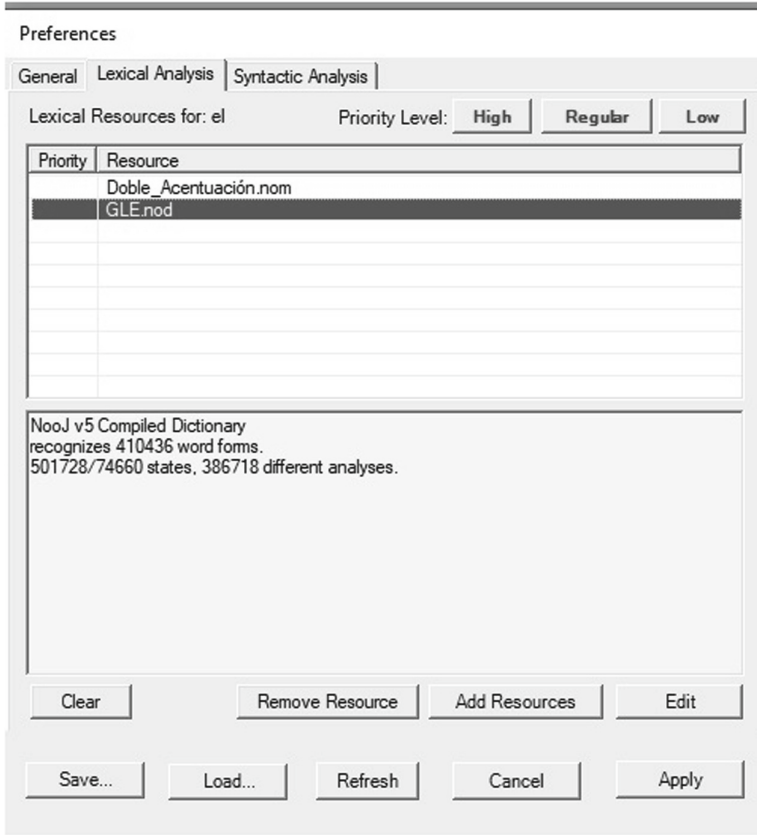 Preferences
General Lexical Analysis Syntactic Analysis
Lexical Resources for: el Priority Level: High Regular Low
Priority Resource
Doble_Acentuación.nom
GLE.nod
NooJ v5 Compiled Dictionary
recognizes 410436 word forms.
501728/74660 states, 386718 different analyses.
Clear Remove Resource Add Resources Edit
Save... Load... Refresh Cancel Apply